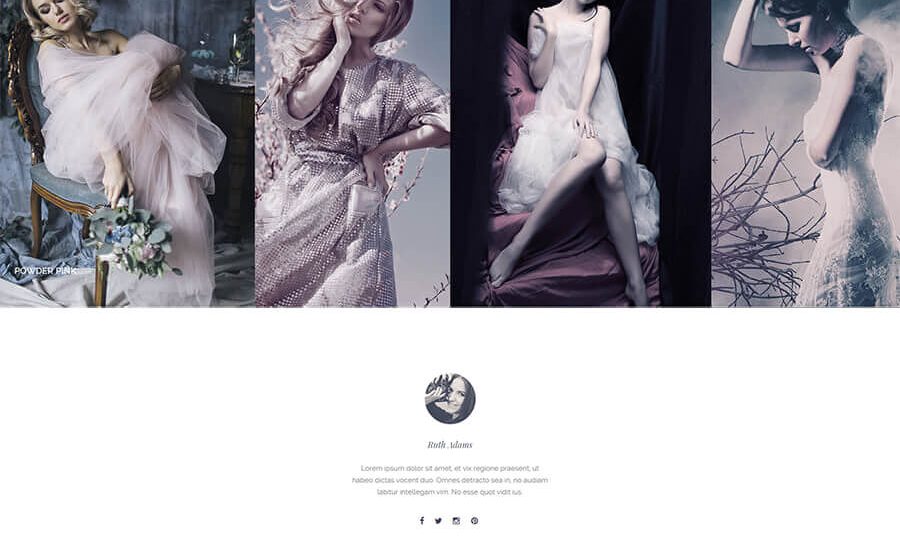 POWDER PINK
Ruth Adams
Lorem ipsum dolor sit amet, et vix regione praesent, ut
habeo dictas vocent duo. Omnes detracto sea in, no autem
labitur intellegam vim. No esse quot vidit ius.